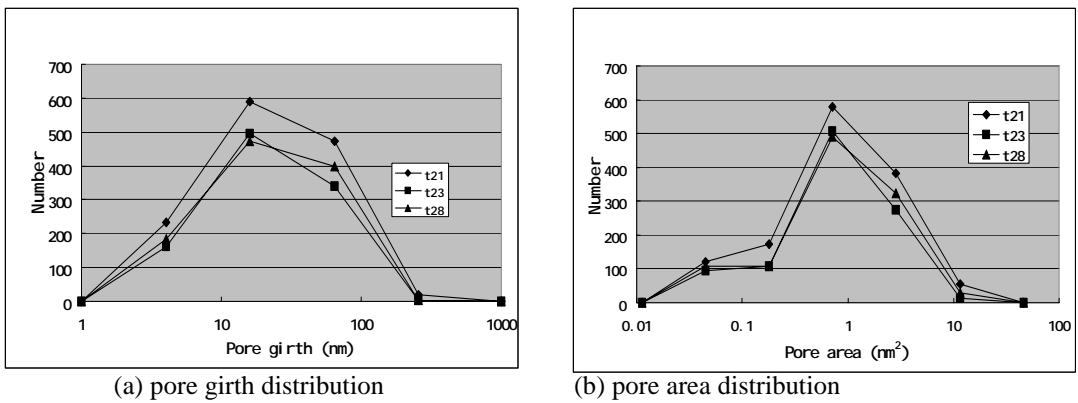 700
600
500
400
300
200
100
0
Number
1 10 100 1000
Pore girth (nm)
t21
t23
t28
(a) pore girth distribution
700
600
500
400
300
200
100
0
Number
0.01 0.1 1 10 100
Pore area (nm²)
t21
t23
t28
(b) pore area distribution